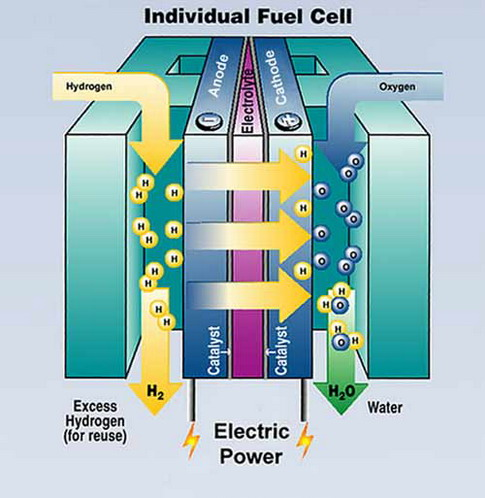 Individual Fuel Cell
Hydrogen
Anode
Electrolyte
Cathode
Oxygen
H
H
H
H
H
H
H
H
H
H
H
H
H
H
O
O
O
O
O
O
O
O
H
H
O
H
H
O
Catalyst
Catalyst
H₂
H₂O
Excess
Hydrogen
(for reuse)
Electric
Power
Water